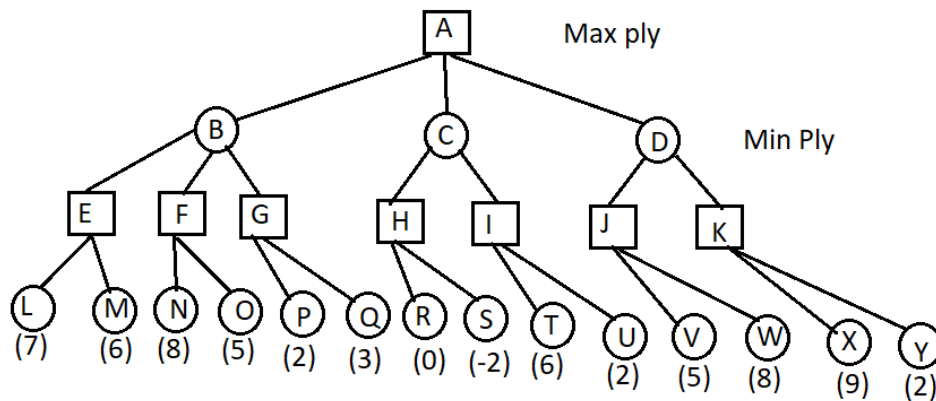 A Max ply
B C D Min Ply
E F G H I J K
L M N O P Q R S T U V W X Y
(7) (6) (8) (5) (2) (3) (0) (-2) (6) (2) (5) (8) (9) (2)